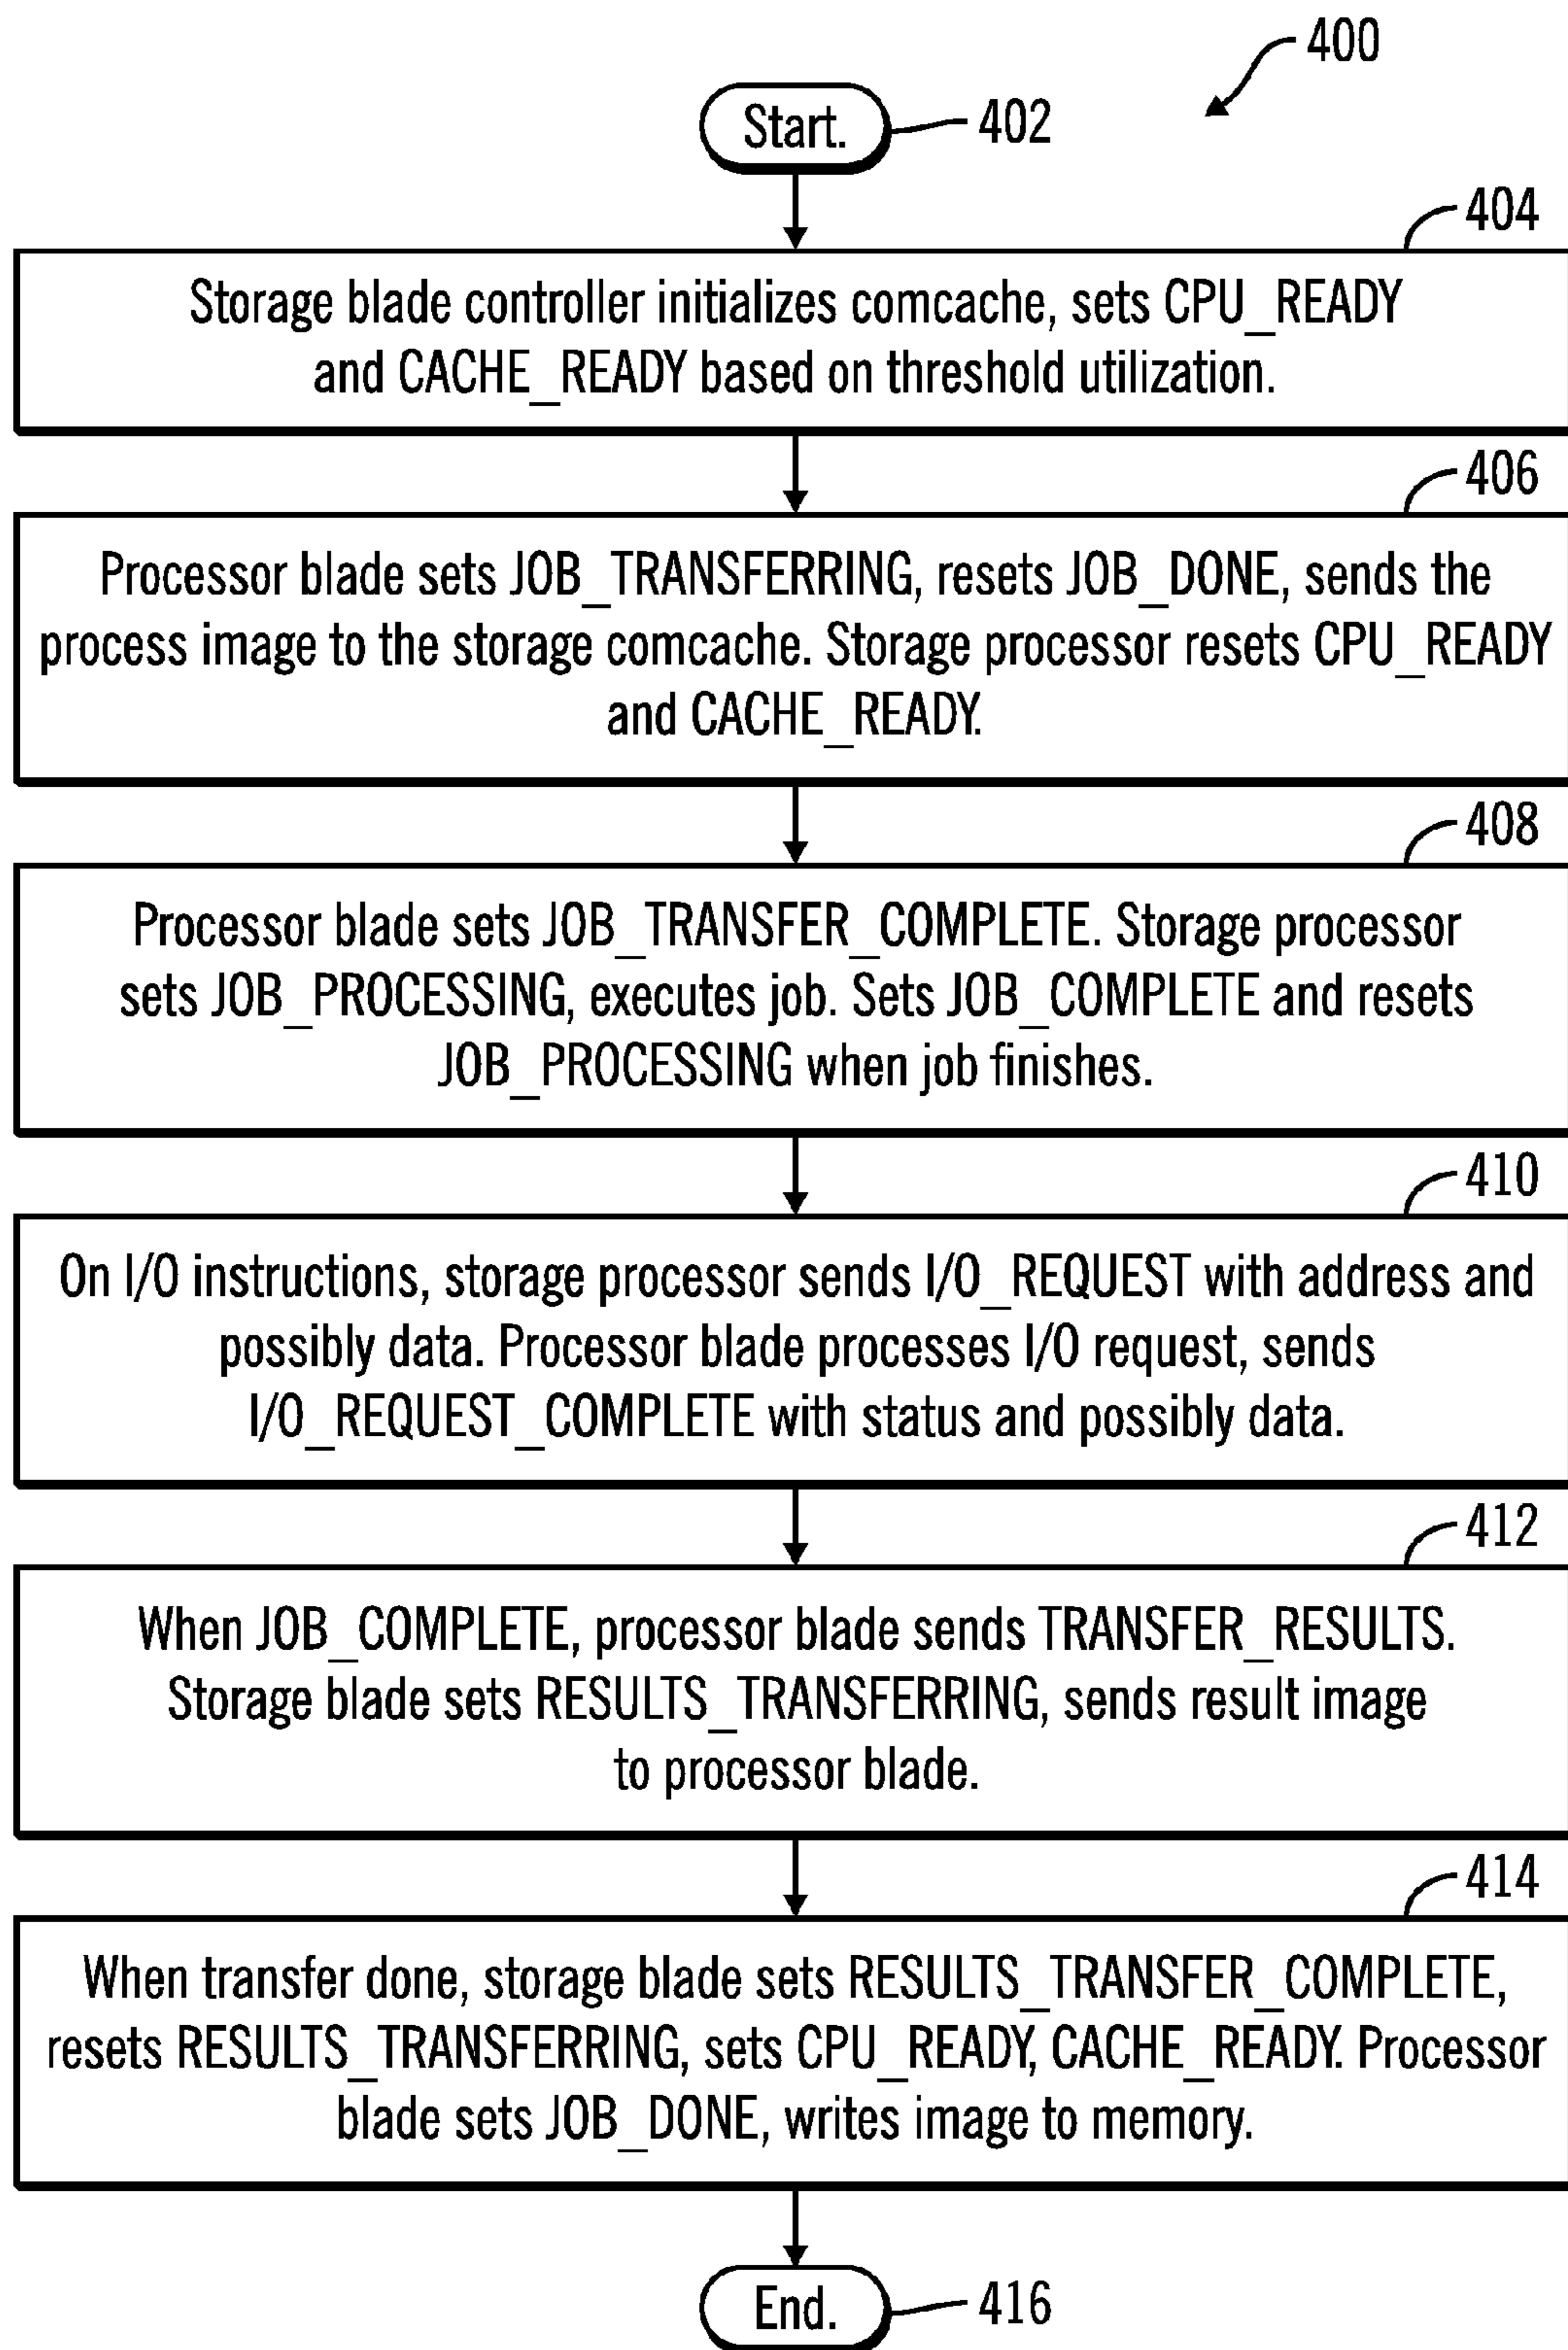 400
Start.
402
404
Storage blade controller initializes comcache, sets CPU_READY
and CACHE_READY based on threshold utilization.
406
Processor blade sets JOB_TRANSFERRING, resets JOB_DONE, sends the
process image to the storage comcache. Storage processor resets CPU_READY
and CACHE_READY.
408
Processor blade sets JOB_TRANSFER_COMPLETE. Storage processor
sets JOB_PROCESSING, executes job. Sets JOB_COMPLETE and resets
JOB_PROCESSING when job finishes.
410
On I/O instructions, storage processor sends I/O_REQUEST with address and
possibly data. Processor blade processes I/O request, sends
I/O_REQUEST_COMPLETE with status and possibly data.
412
When JOB_COMPLETE, processor blade sends TRANSFER_RESULTS.
Storage blade sets RESULTS_TRANSFERRING, sends result image
to processor blade.
414
When transfer done, storage blade sets RESULTS_TRANSFER_COMPLETE,
resets RESULTS_TRANSFERRING, sets CPU_READY, CACHE_READY. Processor
blade sets JOB_DONE, writes image to memory.
End.
416